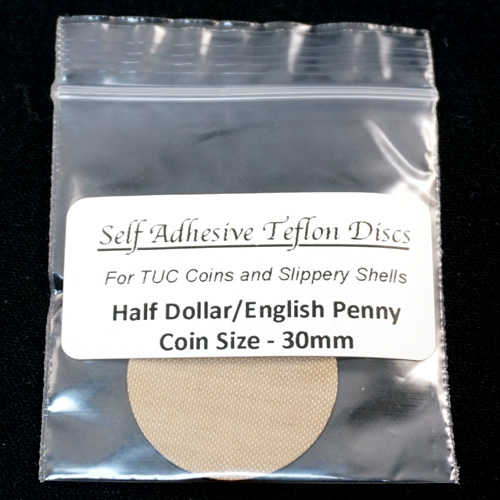 Self Adhesive Teflon Discs
For TUC Coins and Slippery Shells
Half Dollar/English Penny
Coin Size - 30mm